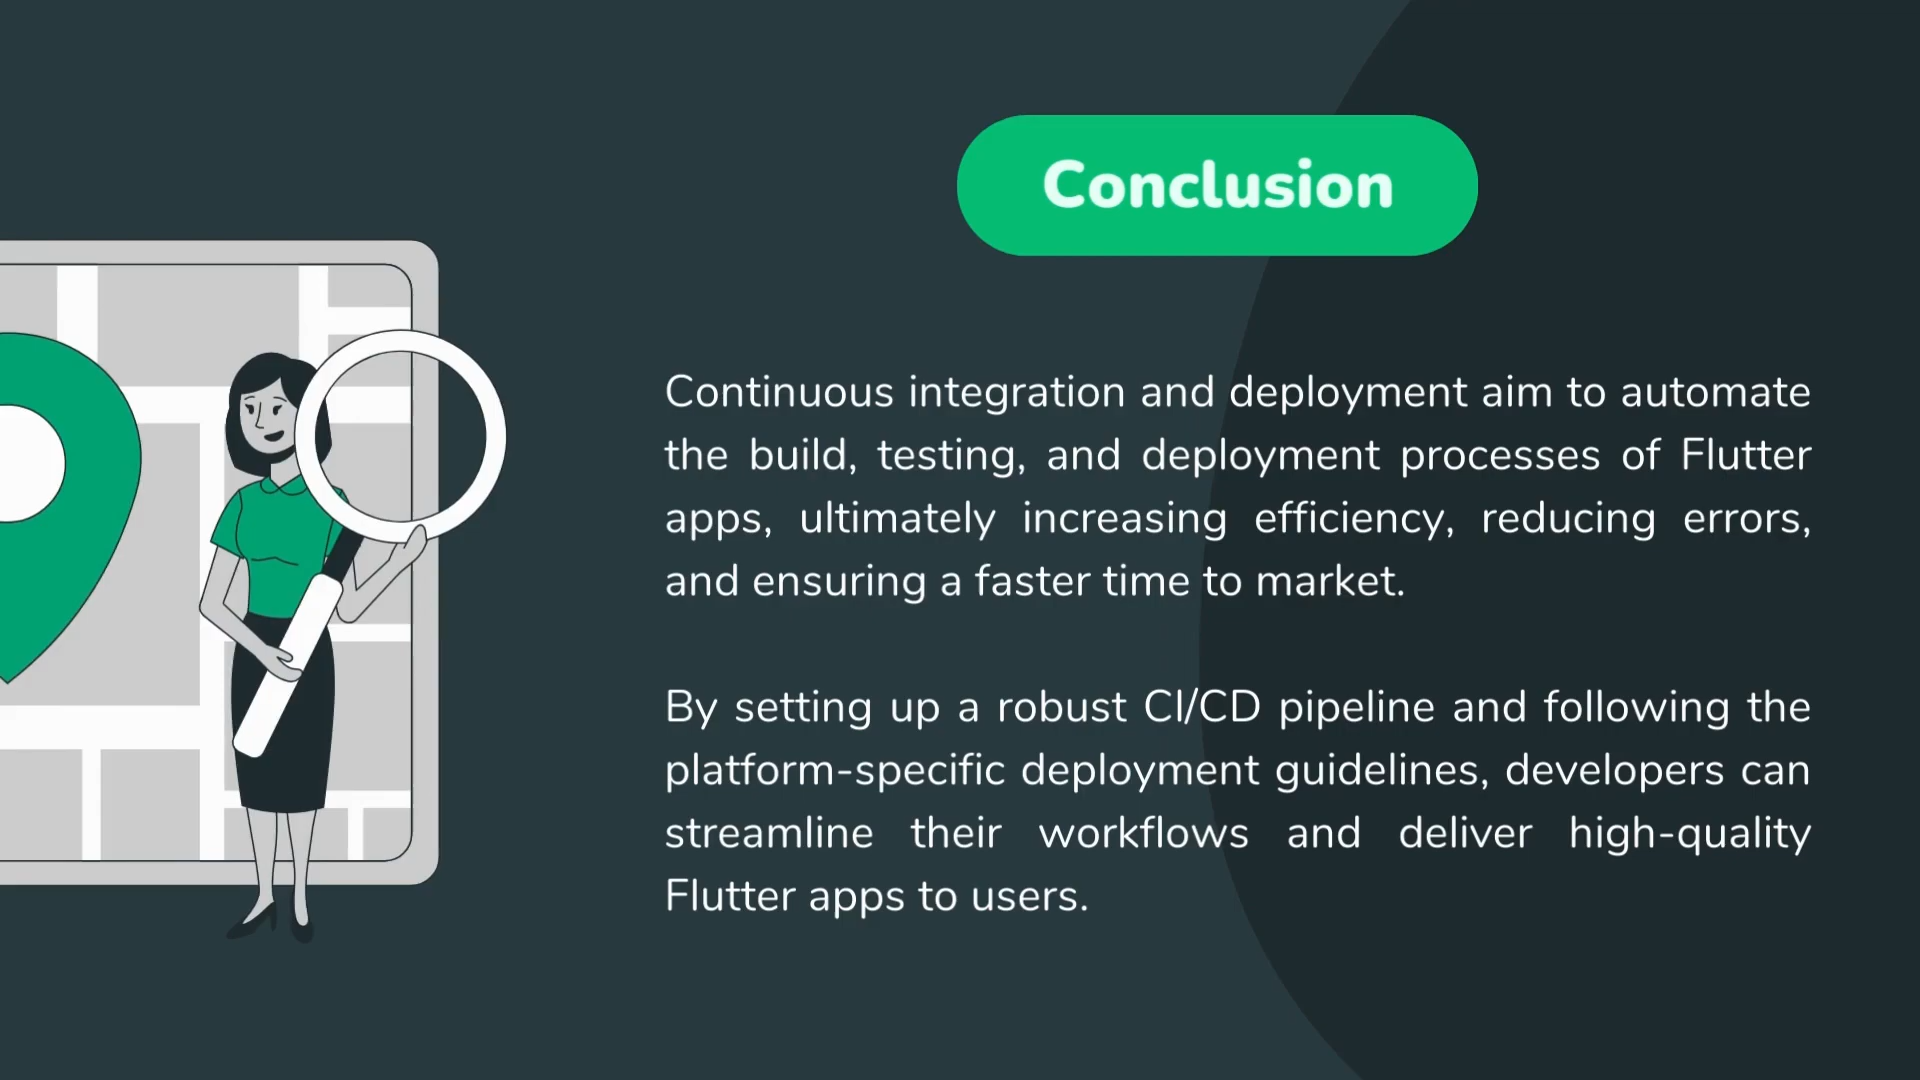 Conclusion
Continuous integration and deployment aim to automate
the build, testing, and deployment processes of Flutter
apps, ultimately increasing efficiency, reducing errors,
and ensuring a faster time to market.
By setting up a robust CI/CD pipeline and following the
platform-specific deployment guidelines, developers can
streamline their workflows and deliver high-quality
Flutter apps to users.